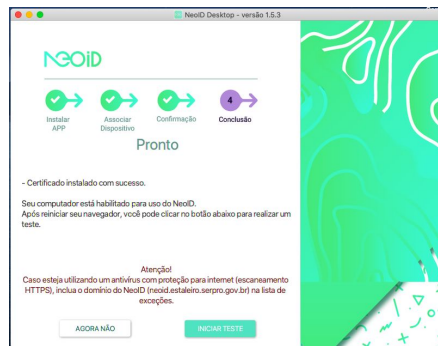 NeoID Desktop - versão 1.5.3
NeoiD
4
Instalar APP
Associar Dispositivo
Confirmação
Conclusão
Pronto
- Certificado instalado com sucesso.
Seu computador está habilitado para uso do NeoID.
Após reiniciar seu navegador, você pode clicar no botão abaixo para realizar um
teste.
Atenção!
Caso esteja utilizando um antivírus com proteção para internet (escaneamento
HTTPS), inclua o domínio do NeoID (neoid.estaleiro.serpro.gov.br) na lista de
exceções.
AGORA NÃO
INICIAR TESTE